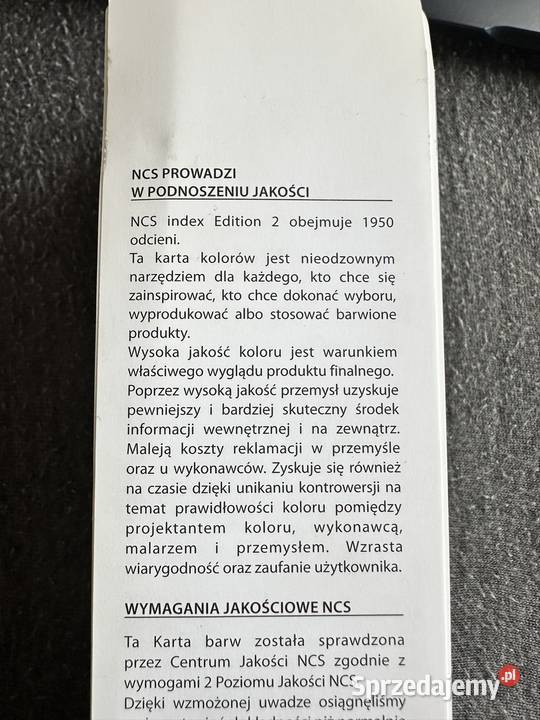 NCS PROWADZI
W PODNOSZENIU JAKOŚCI
NCS index Edition 2 obejmuje 1950
odcieni.
Ta karta kolorów jest nieodzownym
narzędziem dla każdego, kto chce się
zainspirować, kto chce dokonać wyboru,
wyprodukować albo stosować barwione
produkty.
Wysoka jakość koloru jest warunkiem
właściwego wyglądu produktu finalnego.
Poprzez wysoką jakość przemysł uzyskuje
pewniejszy i bardziej skuteczny środek
informacji wewnętrznej i na zewnątrz.
Maleją koszty reklamacji w przemyśle
oraz u wykonawców. Zyskuje się również
na czasie dzięki unikaniu kontrowersji na
temat prawidłowości koloru pomiędzy
projektantem koloru, wykonawcą,
malarzem i przemysłem. Wzrasta
wiarygodność oraz zaufanie użytkownika.
WYMAGANIA JAKOŚCIOWE NCS
Ta Karta barw została sprawdzona
przez Centrum Jakości NCS zgodnie z
wymogami 2 Poziomu Jakości NCS.
Dzięki wzmożonej uwadze osiągnęliśmy
Sprzedajemy.pl